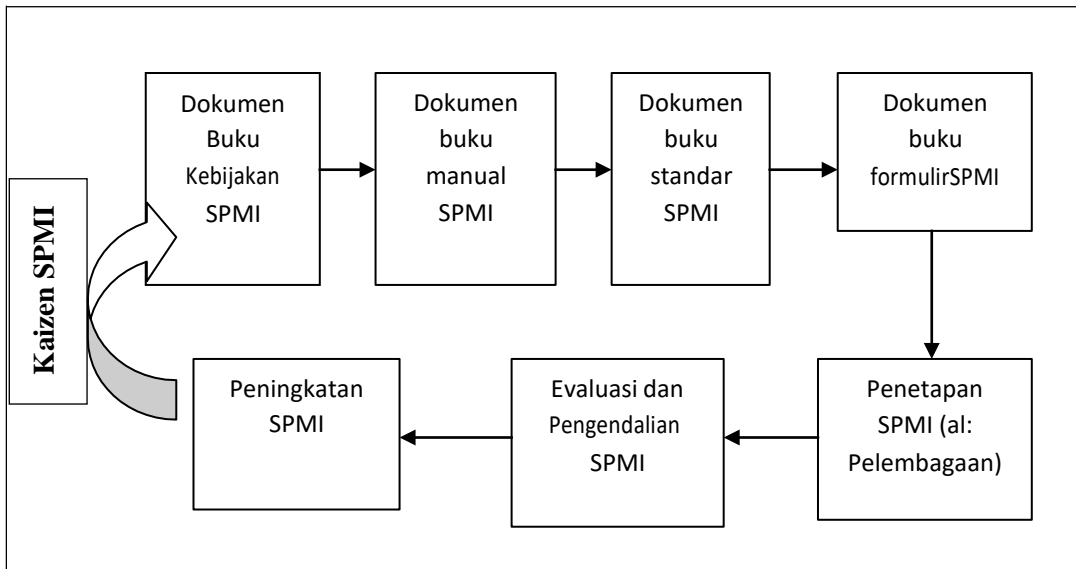 Kaizen SPMI
Dokumen
Buku
Kebijakan
SPMI
Dokumen
buku
manual
SPMI
Dokumen
buku
standar
SPMI
Dokumen
buku
formulirSPMI
Penetapan
SPMI (al:
Pelembagaan)
Evaluasi dan
Pengendalian
SPMI
Peningkatan
SPMI